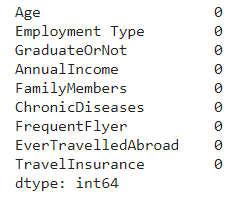 Age 0
Employment Type 0
GraduateOrNot 0
AnnualIncome 0
FamilyMembers 0
ChronicDiseases 0
FrequentFlyer 0
EverTravelledAbroad 0
TravelInsurance 0
dtype: int64